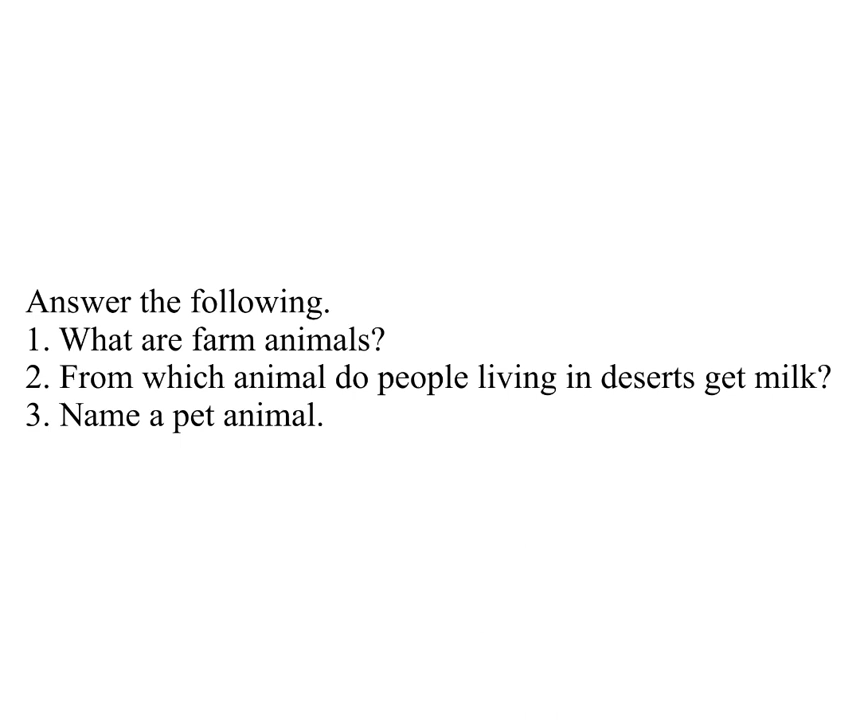 Answer the following.
1. What are farm animals?
2. From which animal do people living in deserts get milk?
3. Name a pet animal.